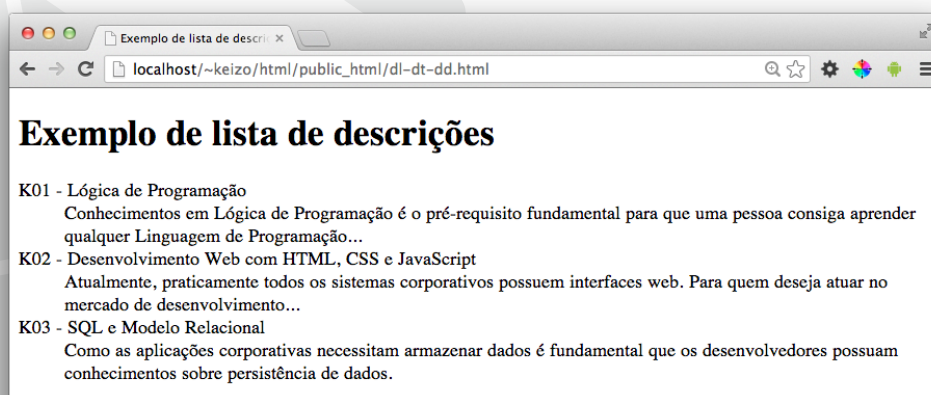 Exemplo de lista de descriç
localhost/~keizo/html/public_html/dl-dt-dd.html
Exemplo de lista de descrições
K01 - Lógica de Programação
Conhecimentos em Lógica de Programação é o pré-requisito fundamental para que uma pessoa consiga aprender
qualquer Linguagem de Programação...
K02 - Desenvolvimento Web com HTML, CSS e JavaScript
Atualmente, praticamente todos os sistemas corporativos possuem interfaces web. Para quem deseja atuar no
mercado de desenvolvimento...
K03 - SQL e Modelo Relacional
Como as aplicações corporativas necessitam armazenar dados é fundamental que os desenvolvedores possuam
conhecimentos sobre persistência de dados.